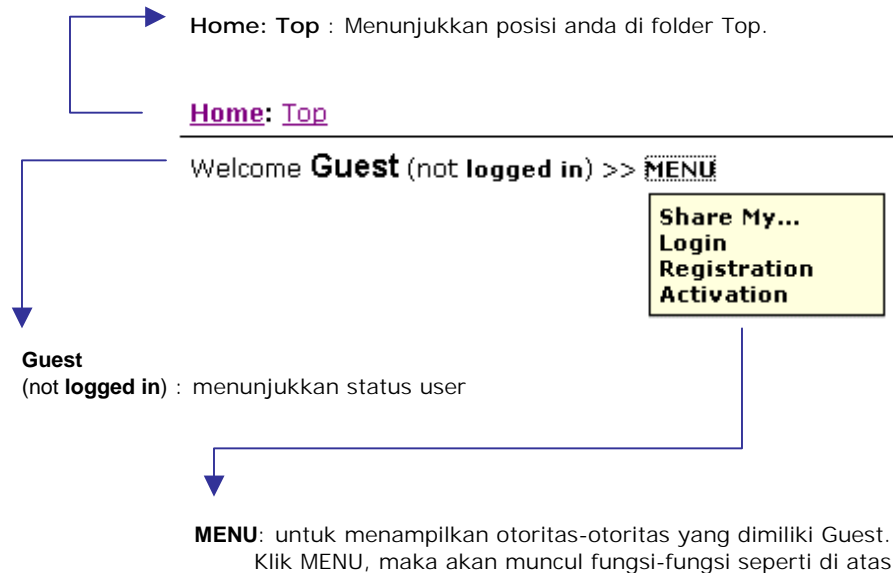 Home: Top : Menunjukkan posisi anda di folder Top.
Home: Top
Welcome Guest (not logged in) >> MENU
Share My...
Login
Registration
Activation
Guest
(not logged in) : menunjukkan status user
MENU: untuk menampilkan otoritas-otoritas yang dimiliki Guest.
Klik MENU, maka akan muncul fungsi-fungsi seperti di atas